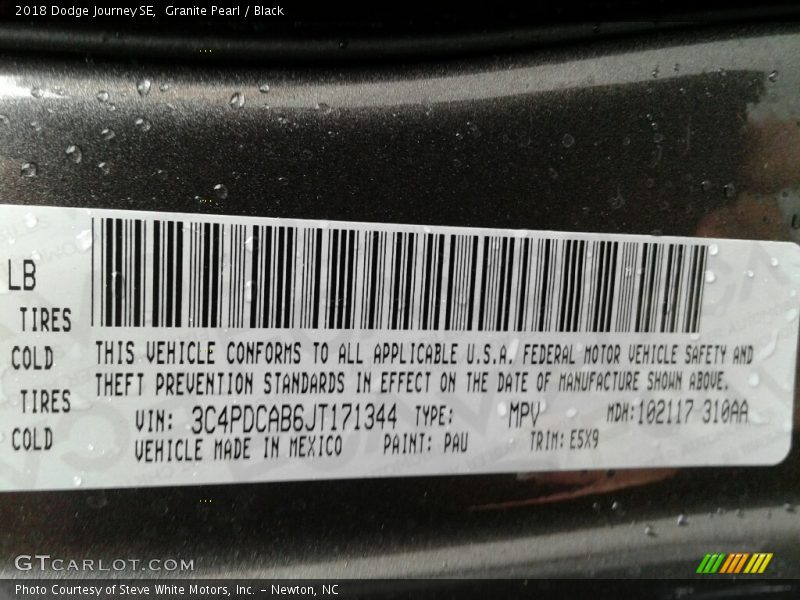 2018 Dodge Journey SE,  Granite Pearl / Black
LB
TIRES
COLD
TIRES
COLD
THIS VEHICLE CONFORMS TO ALL APPLICABLE U.S.A. FEDERAL MOTOR VEHICLE SAFETY AND
THEFT PREVENTION STANDARDS IN EFFECT ON THE DATE OF MANUFACTURE SHOWN ABOVE.
VIN: 3C4PDCAB6JT171344 TYPE: MPV MDH:102117 310AA
VEHICLE MADE IN MEXICO PAINT: PAU TRIM: E5X9
GTCARLOT.COM
Photo Courtesy of Steve White Motors, Inc. – Newton, NC